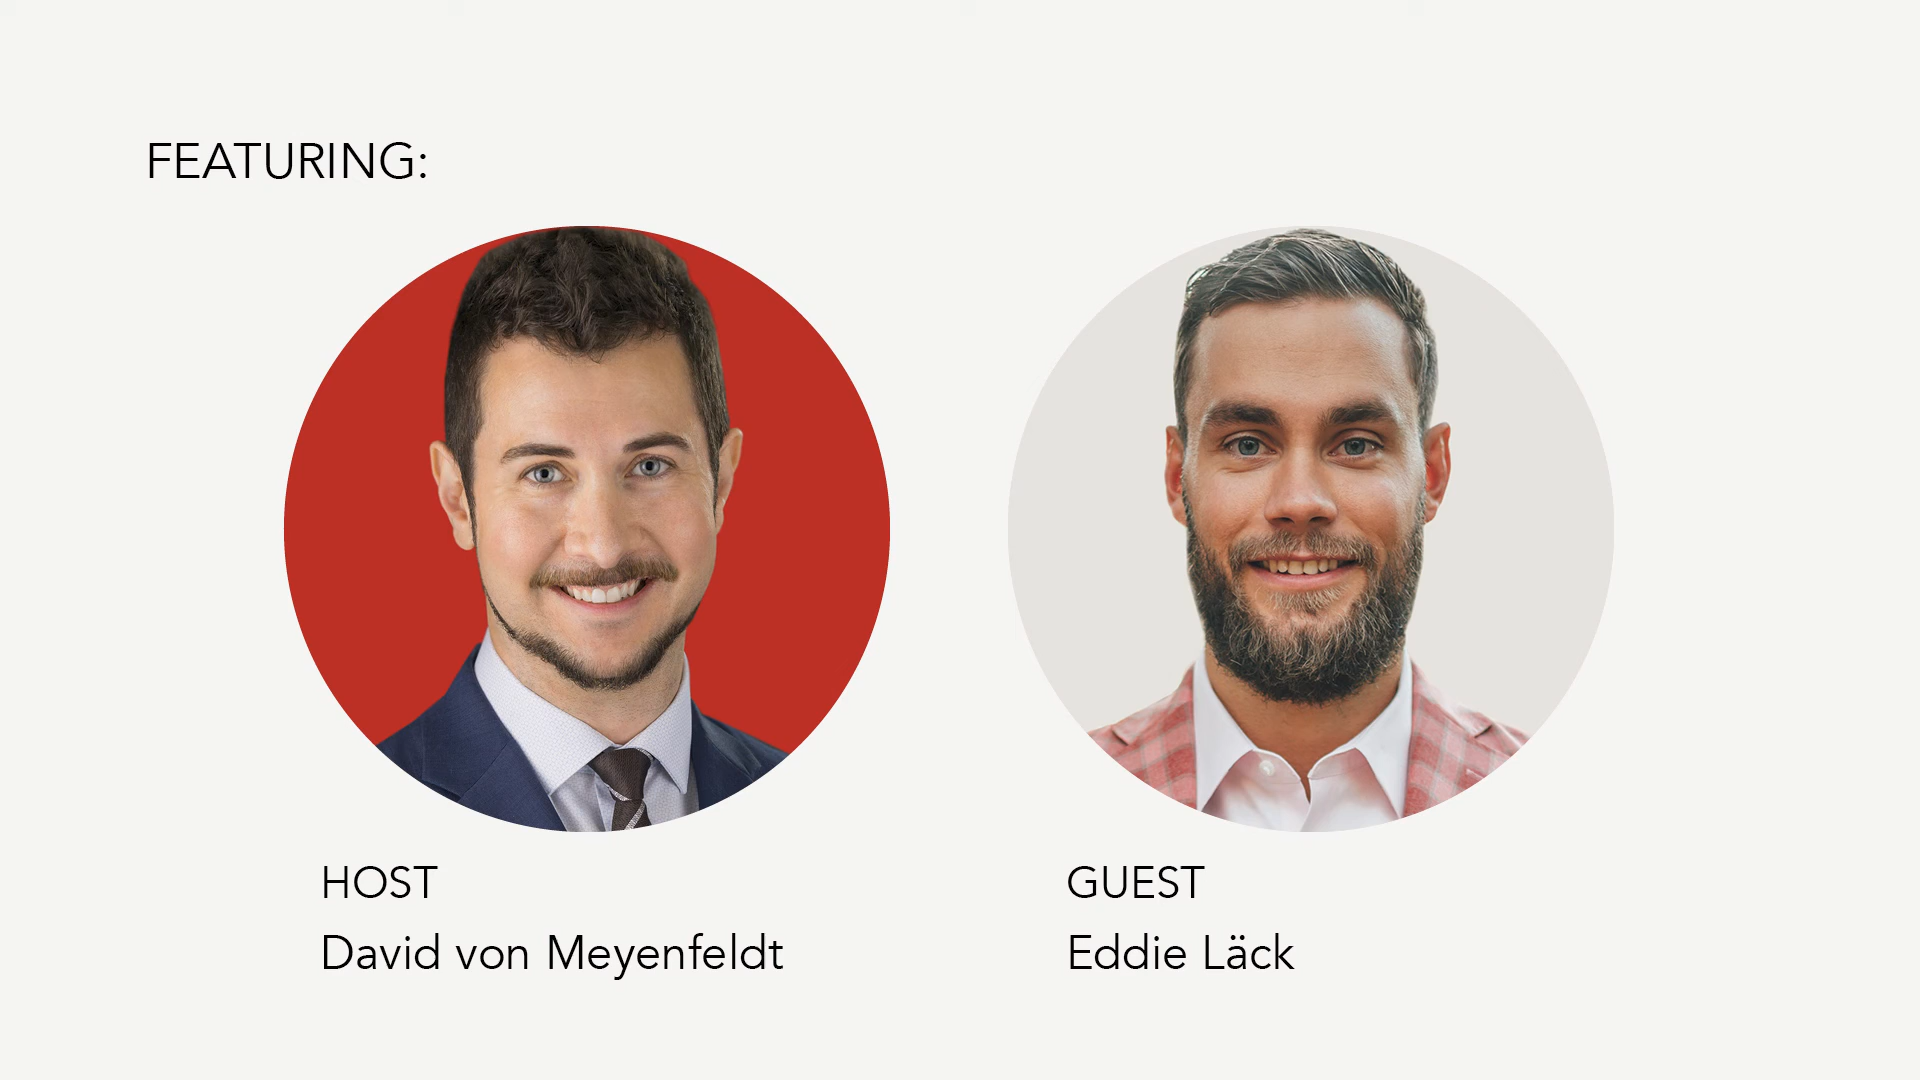 FEATURING:
HOST
David von Meyenfeldt
GUEST
Eddie Läck